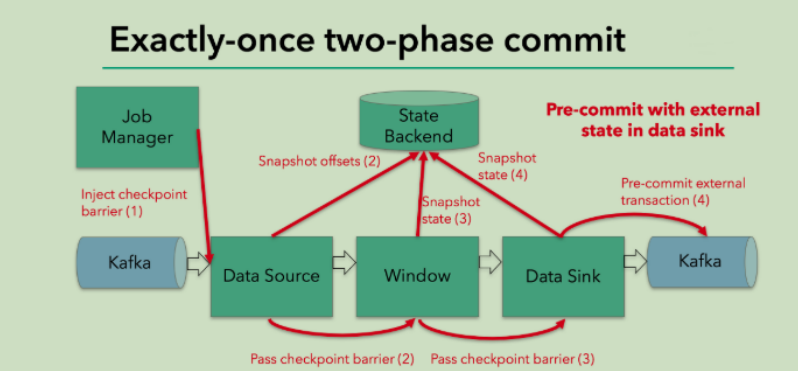 Exactly-once two-phase commit
Job
Manager
State
Backend
Pre-commit with external
state in data sink
Snapshot offsets (2)
Snapshot
state (4)
Inject checkpoint
barrier (1)
Snapshot
state (3)
Pre-commit external
transaction (4)
Kafka
Data Source
Window
Data Sink
Kafka
Pass checkpoint barrier (2)
Pass checkpoint barrier (3)